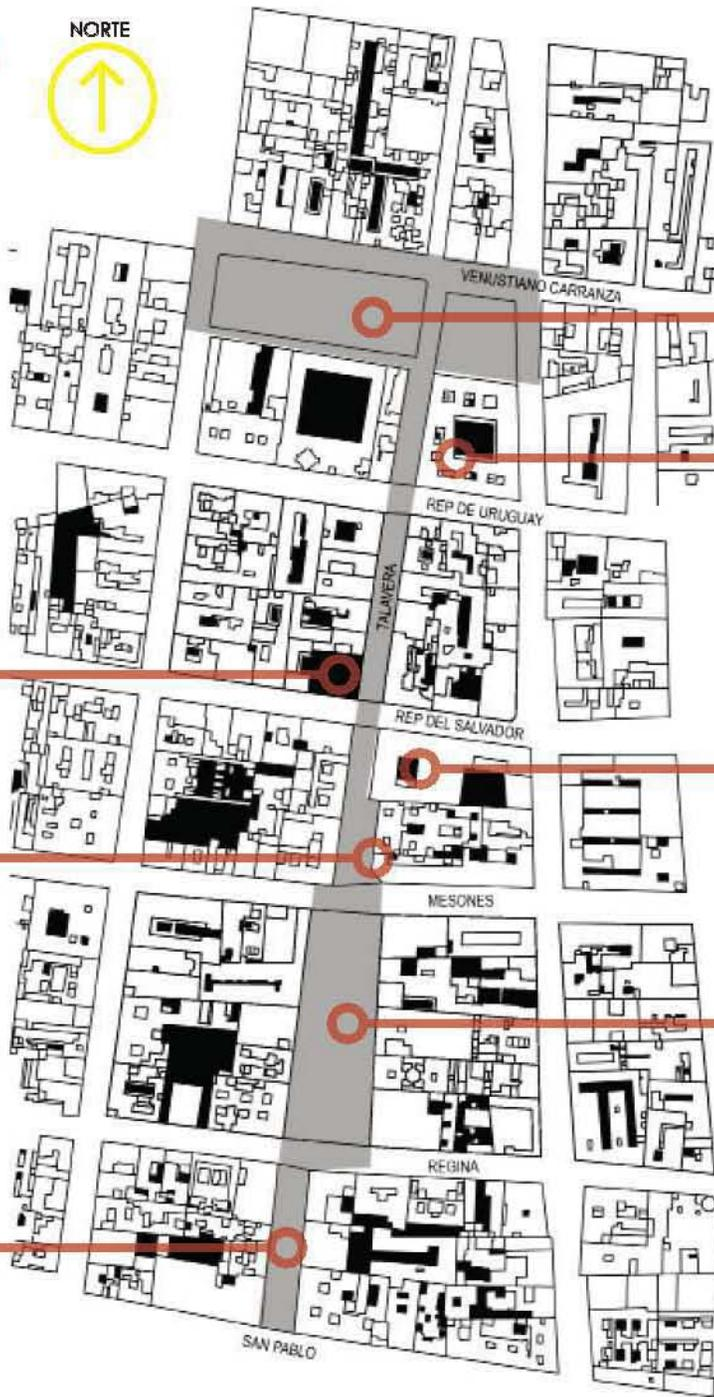 NORTE
VENUSTIANO CARRANZA
REP DE URUGUAY
TALAVERA
REP DEL SALVADOR
MESONES
REGINA
SAN PABLO